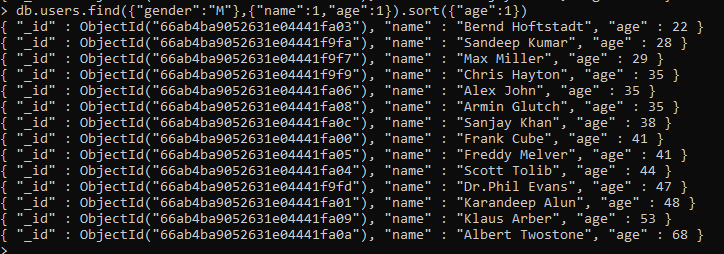 > db.users.find({"gender":"M"},{"name":1,"age":1}).sort({"age":1})
{ "_id" : ObjectId("66ab4ba9052631e04441fa03"), "name" : "Bernd Hoftstadt", "age" : 22 }
{ "_id" : ObjectId("66ab4ba9052631e04441f9fa"), "name" : "Sandeep Kumar", "age" : 28 }
{ "_id" : ObjectId("66ab4ba9052631e04441f9f7"), "name" : "Max Miller", "age" : 29 }
{ "_id" : ObjectId("66ab4ba9052631e04441f9f9"), "name" : "Chris Hayton", "age" : 35 }
{ "_id" : ObjectId("66ab4ba9052631e04441fa06"), "name" : "Alex John", "age" : 35 }
{ "_id" : ObjectId("66ab4ba9052631e04441fa08"), "name" : "Armin Glutch", "age" : 35 }
{ "_id" : ObjectId("66ab4ba9052631e04441fa0c"), "name" : "Sanjay Khan", "age" : 38 }
{ "_id" : ObjectId("66ab4ba9052631e04441fa00"), "name" : "Frank Cube", "age" : 41 }
{ "_id" : ObjectId("66ab4ba9052631e04441fa05"), "name" : "Freddy Melver", "age" : 41 }
{ "_id" : ObjectId("66ab4ba9052631e04441fa04"), "name" : "Scott Tolib", "age" : 44 }
{ "_id" : ObjectId("66ab4ba9052631e04441f9fd"), "name" : "Dr.Phil Evans", "age" : 47 }
{ "_id" : ObjectId("66ab4ba9052631e04441fa01"), "name" : "Karandeep Alun", "age" : 48 }
{ "_id" : ObjectId("66ab4ba9052631e04441fa09"), "name" : "Klaus Arber", "age" : 53 }
{ "_id" : ObjectId("66ab4ba9052631e04441fa0a"), "name" : "Albert Twostone", "age" : 68 }
>